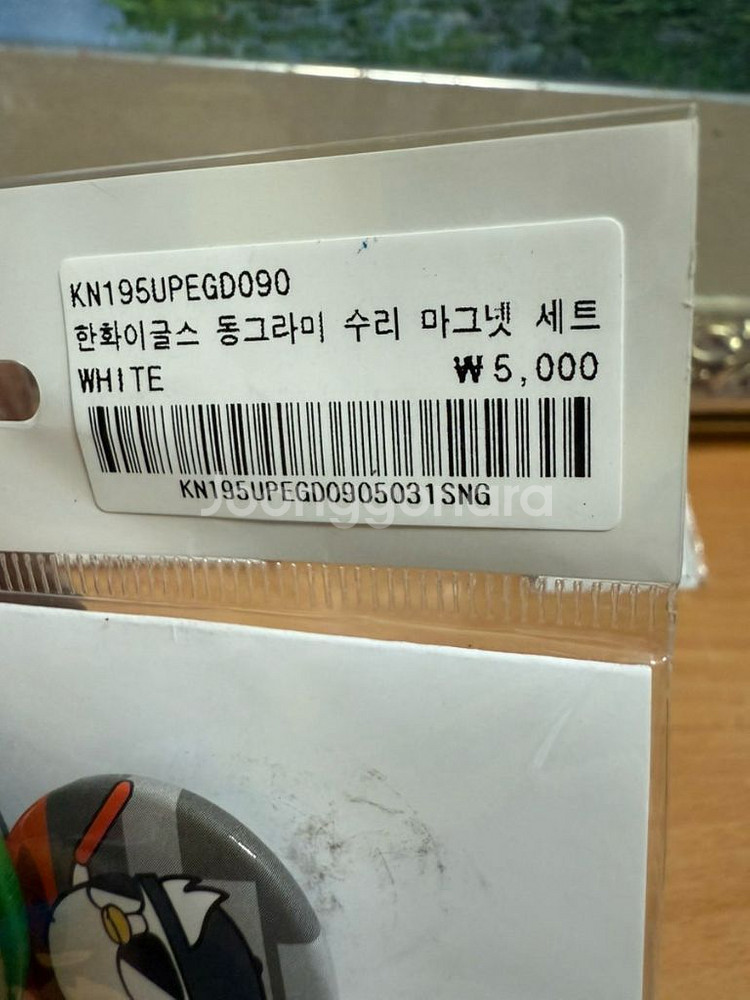 KN195UPEGD090
한화이글스 동그라미 수리 마그넷 세트
WHITE ₩5,000
KN195UPEGD0905031SNG
Joonggonara